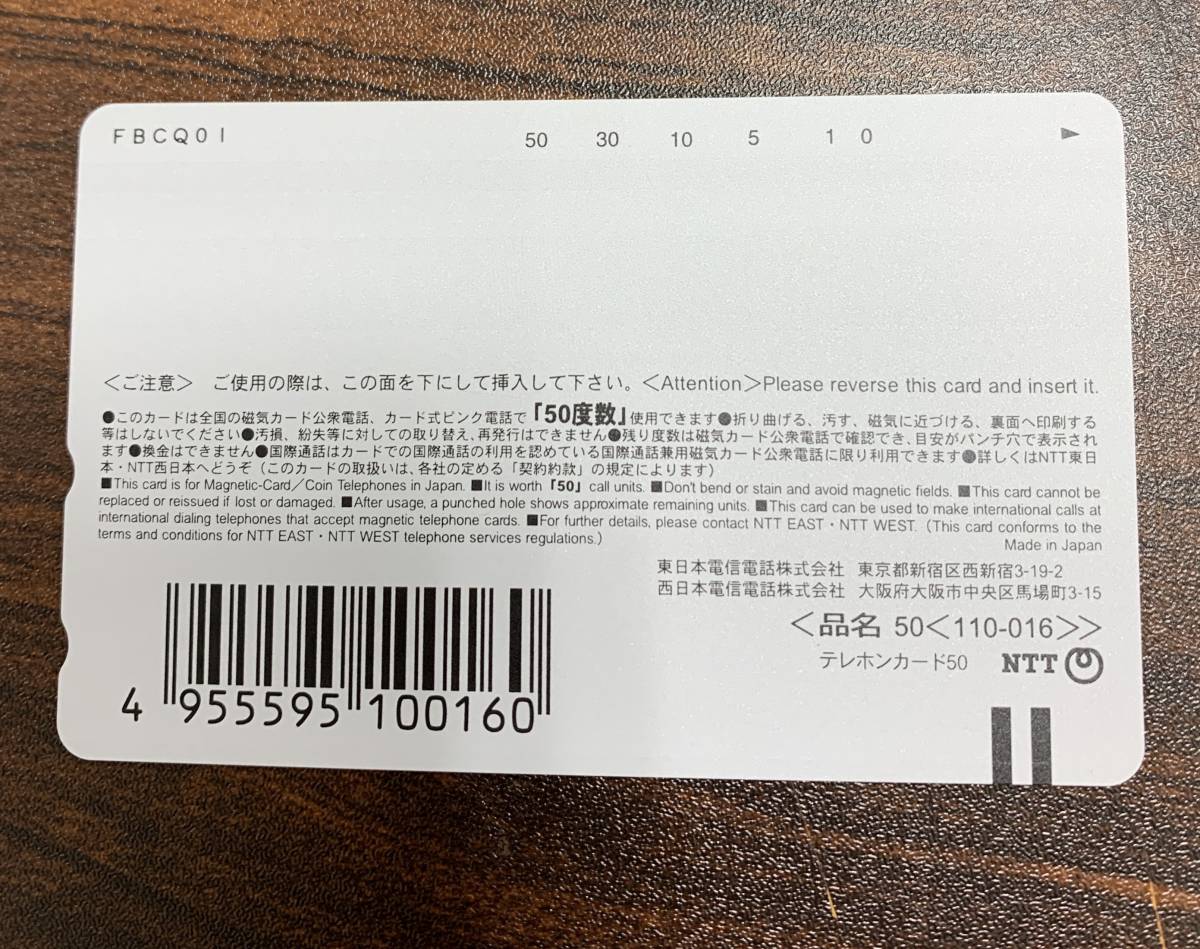 FBCQ01 50 30 10 5 1 0
＜ご注意＞ ご使用の際は、この面を下にして挿入して下さい。＜Attention＞Please reverse this card and insert it.
●このカードは全国の磁気カード公衆電話、カード式ピンク電話で「50度数」使用できます●折り曲げる、汚す、磁気に近づける、裏面へ印刷する
等はしないでください●汚損、紛失等に対しての取り替え、再発行はできません●残り度数は磁気カード公衆電話で確認でき、目安がパンチ穴で表示され
ます●換金はできません●国際通話はカードでの国際通話の利用を認めている国際通話兼用磁気カード公衆電話に限り利用できます●詳しくはNTT東日
本・NTT西日本へどうぞ（このカードの取扱いは、各社の定める「契約約款」の規定によります）
■This card is for Magnetic-Card／Coin Telephones in Japan. ■It is worth「50」call units. ■Don't bend or stain and avoid magnetic fields. ■This card cannot be
replaced or reissued if lost or damaged. ■After usage, a punched hole shows approximate remaining units. ■This card can be used to make international calls at
international dialing telephones that accept magnetic telephone cards. ■For further details, please contact NTT EAST・NTT WEST. (This card conforms to the
terms and conditions for NTT EAST・NTT WEST telephone services regulations.)
Made in Japan
東日本電信電話株式会社 東京都新宿区西新宿3-19-2
西日本電信電話株式会社 大阪府大阪市中央区馬場町3-15
＜品名 50＜110-016＞＞
テレホンカード50 NTT
4 955595 100160